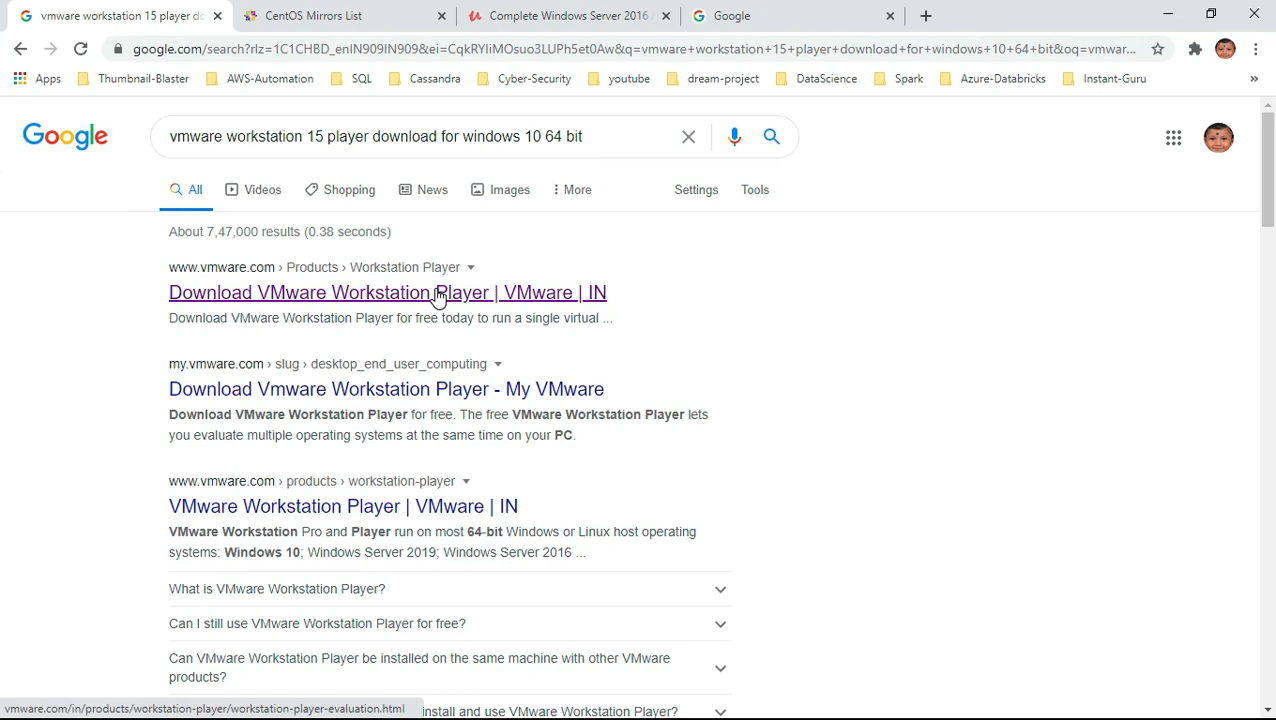 vmware workstation 15 player do
CentOS Mirrors List
Complete Windows Server 2016
Google
google.com/search?rlz=1C1CHBD_enIN909IN909&ei=CqkRYIiMOsuo3LUPh5et0Aw&q=vmware+workstation+15+player+download+for+windows+10+64+bit&oq=vmwar...
Apps
Thumbnail-Blaster
AWS-Automation
SQL
Cassandra
Cyber-Security
youtube
dream-project
DataScience
Spark
Azure-Databricks
Instant-Guru
»
Google
vmware workstation 15 player download for windows 10 64 bit
All
Videos
Shopping
News
Images
More
Settings
Tools
About 7,47,000 results (0.38 seconds)
www.vmware.com › Products › Workstation Player
Download VMware Workstation Player | VMware | IN
Download VMware Workstation Player for free today to run a single virtual ...
my.vmware.com › slug › desktop_end_user_computing
Download Vmware Workstation Player - My VMware
Download VMware Workstation Player for free. The free VMware Workstation Player lets
you evaluate multiple operating systems at the same time on your PC.
www.vmware.com › products › workstation-player
VMware Workstation Player | VMware | IN
VMware Workstation Pro and Player run on most 64-bit Windows or Linux host operating
systems: Windows 10; Windows Server 2019; Windows Server 2016 ...
What is VMware Workstation Player?
Can I still use VMware Workstation Player for free?
Can VMware Workstation Player be installed on the same machine with other VMware
products?
install and use VMware Workstation Player?
vmware.com/in/products/workstation-player/workstation-player-evaluation.html